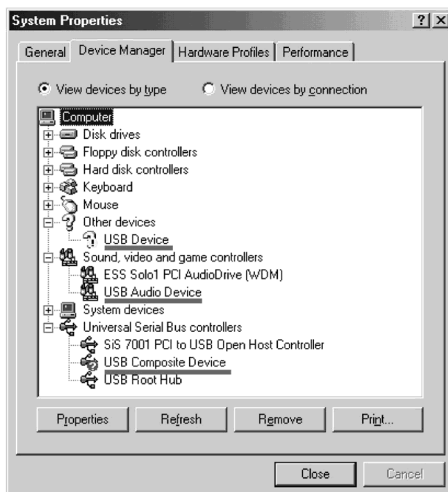 System Properties
General Device Manager Hardware Profiles Performance
View devices by type View devices by connection
Computer
Disk drives
Floppy disk controllers
Hard disk controllers
Keyboard
Mouse
Other devices
USB Device
Sound, video and game controllers
ESS Solo1 PCI AudioDrive (WDM)
USB Audio Device
System devices
Universal Serial Bus controllers
SiS 7001 PCI to USB Open Host Controller
USB Composite Device
USB Root Hub
Properties Refresh Remove Print...
Close Cancel